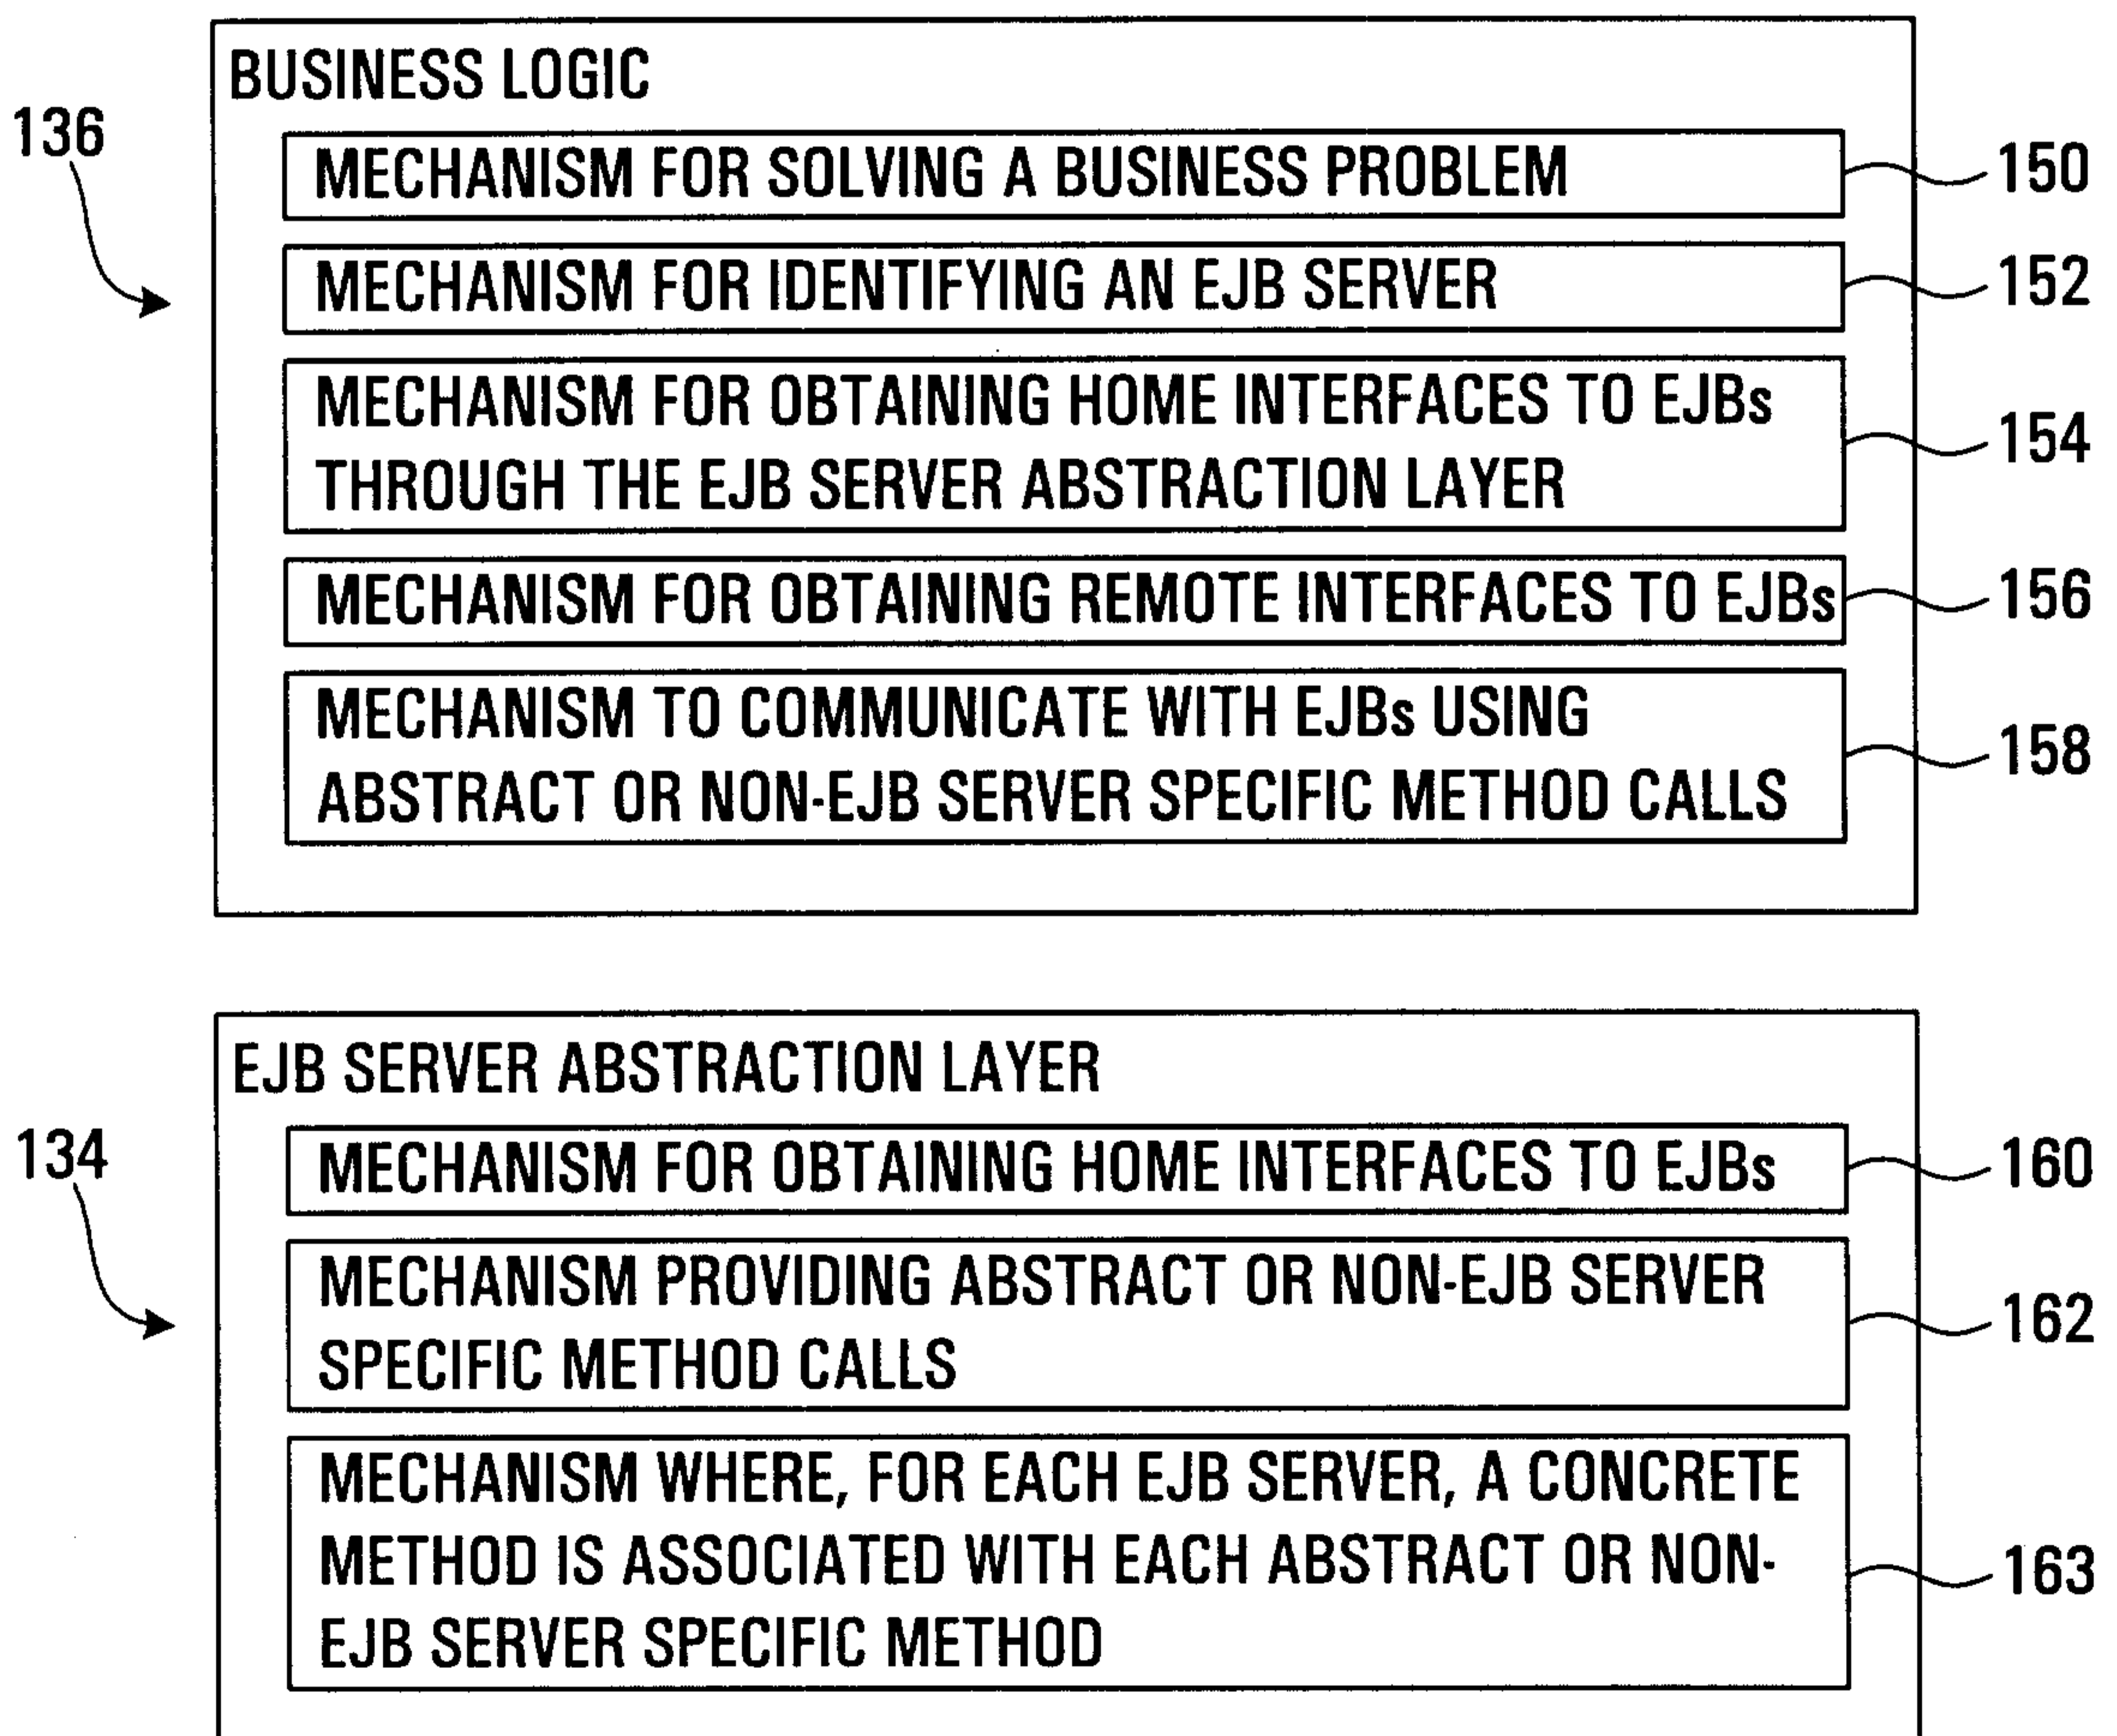 BUSINESS LOGIC
136
MECHANISM FOR SOLVING A BUSINESS PROBLEM
150
MECHANISM FOR IDENTIFYING AN EJB SERVER
152
MECHANISM FOR OBTAINING HOME INTERFACES TO EJBs
THROUGH THE EJB SERVER ABSTRACTION LAYER
154
MECHANISM FOR OBTAINING REMOTE INTERFACES TO EJBs
156
MECHANISM TO COMMUNICATE WITH EJBs USING
ABSTRACT OR NON-EJB SERVER SPECIFIC METHOD CALLS
158
EJB SERVER ABSTRACTION LAYER
134
MECHANISM FOR OBTAINING HOME INTERFACES TO EJBs
160
MECHANISM PROVIDING ABSTRACT OR NON-EJB SERVER
SPECIFIC METHOD CALLS
162
MECHANISM WHERE, FOR EACH EJB SERVER, A CONCRETE
METHOD IS ASSOCIATED WITH EACH ABSTRACT OR NON-
EJB SERVER SPECIFIC METHOD
163